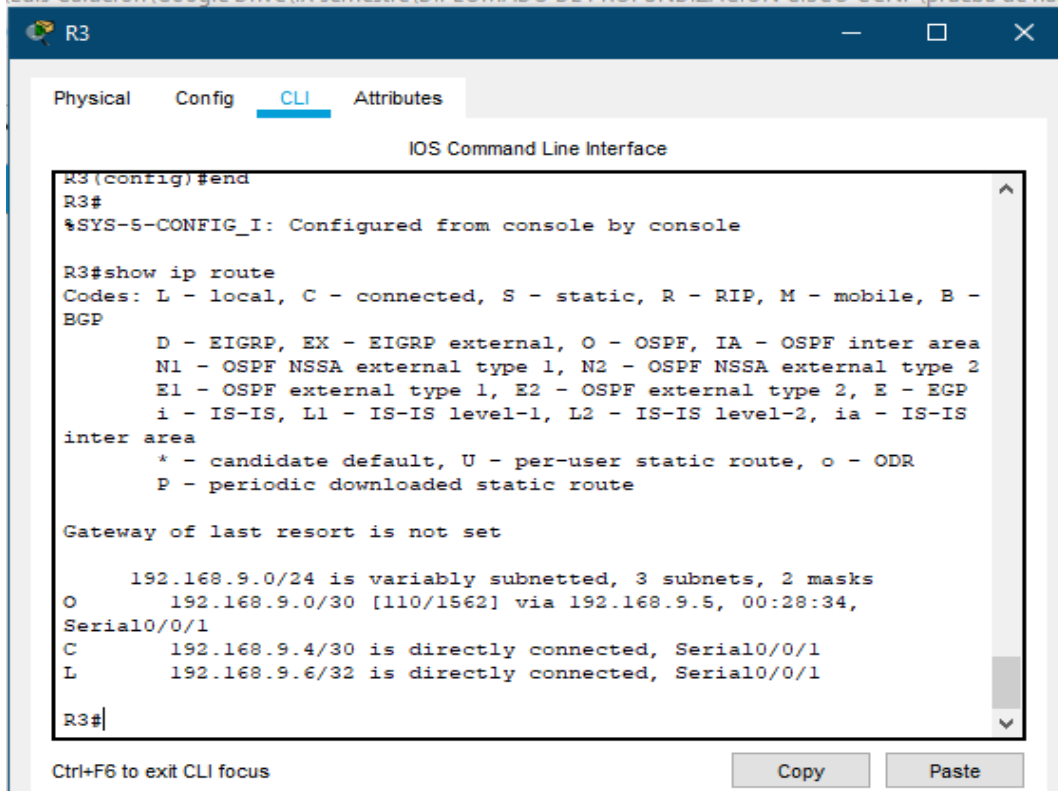 R3
Physical Config CLI Attributes
IOS Command Line Interface
R3(config)#end
R3#
%SYS-5-CONFIG_I: Configured from console by console
R3#show ip route
Codes: L - local, C - connected, S - static, R - RIP, M - mobile, B -
BGP
D - EIGRP, EX - EIGRP external, O - OSPF, IA - OSPF inter area
N1 - OSPF NSSA external type 1, N2 - OSPF NSSA external type 2
E1 - OSPF external type 1, E2 - OSPF external type 2, E - EGP
i - IS-IS, L1 - IS-IS level-1, L2 - IS-IS level-2, ia - IS-IS
inter area
* - candidate default, U - per-user static route, o - ODR
P - periodic downloaded static route
Gateway of last resort is not set
192.168.9.0/24 is variably subnetted, 3 subnets, 2 masks
O 192.168.9.0/30 [110/1562] via 192.168.9.5, 00:28:34,
Serial0/0/1
C 192.168.9.4/30 is directly connected, Serial0/0/1
L 192.168.9.6/32 is directly connected, Serial0/0/1
R3#
Ctrl+F6 to exit CLI focus
Copy Paste